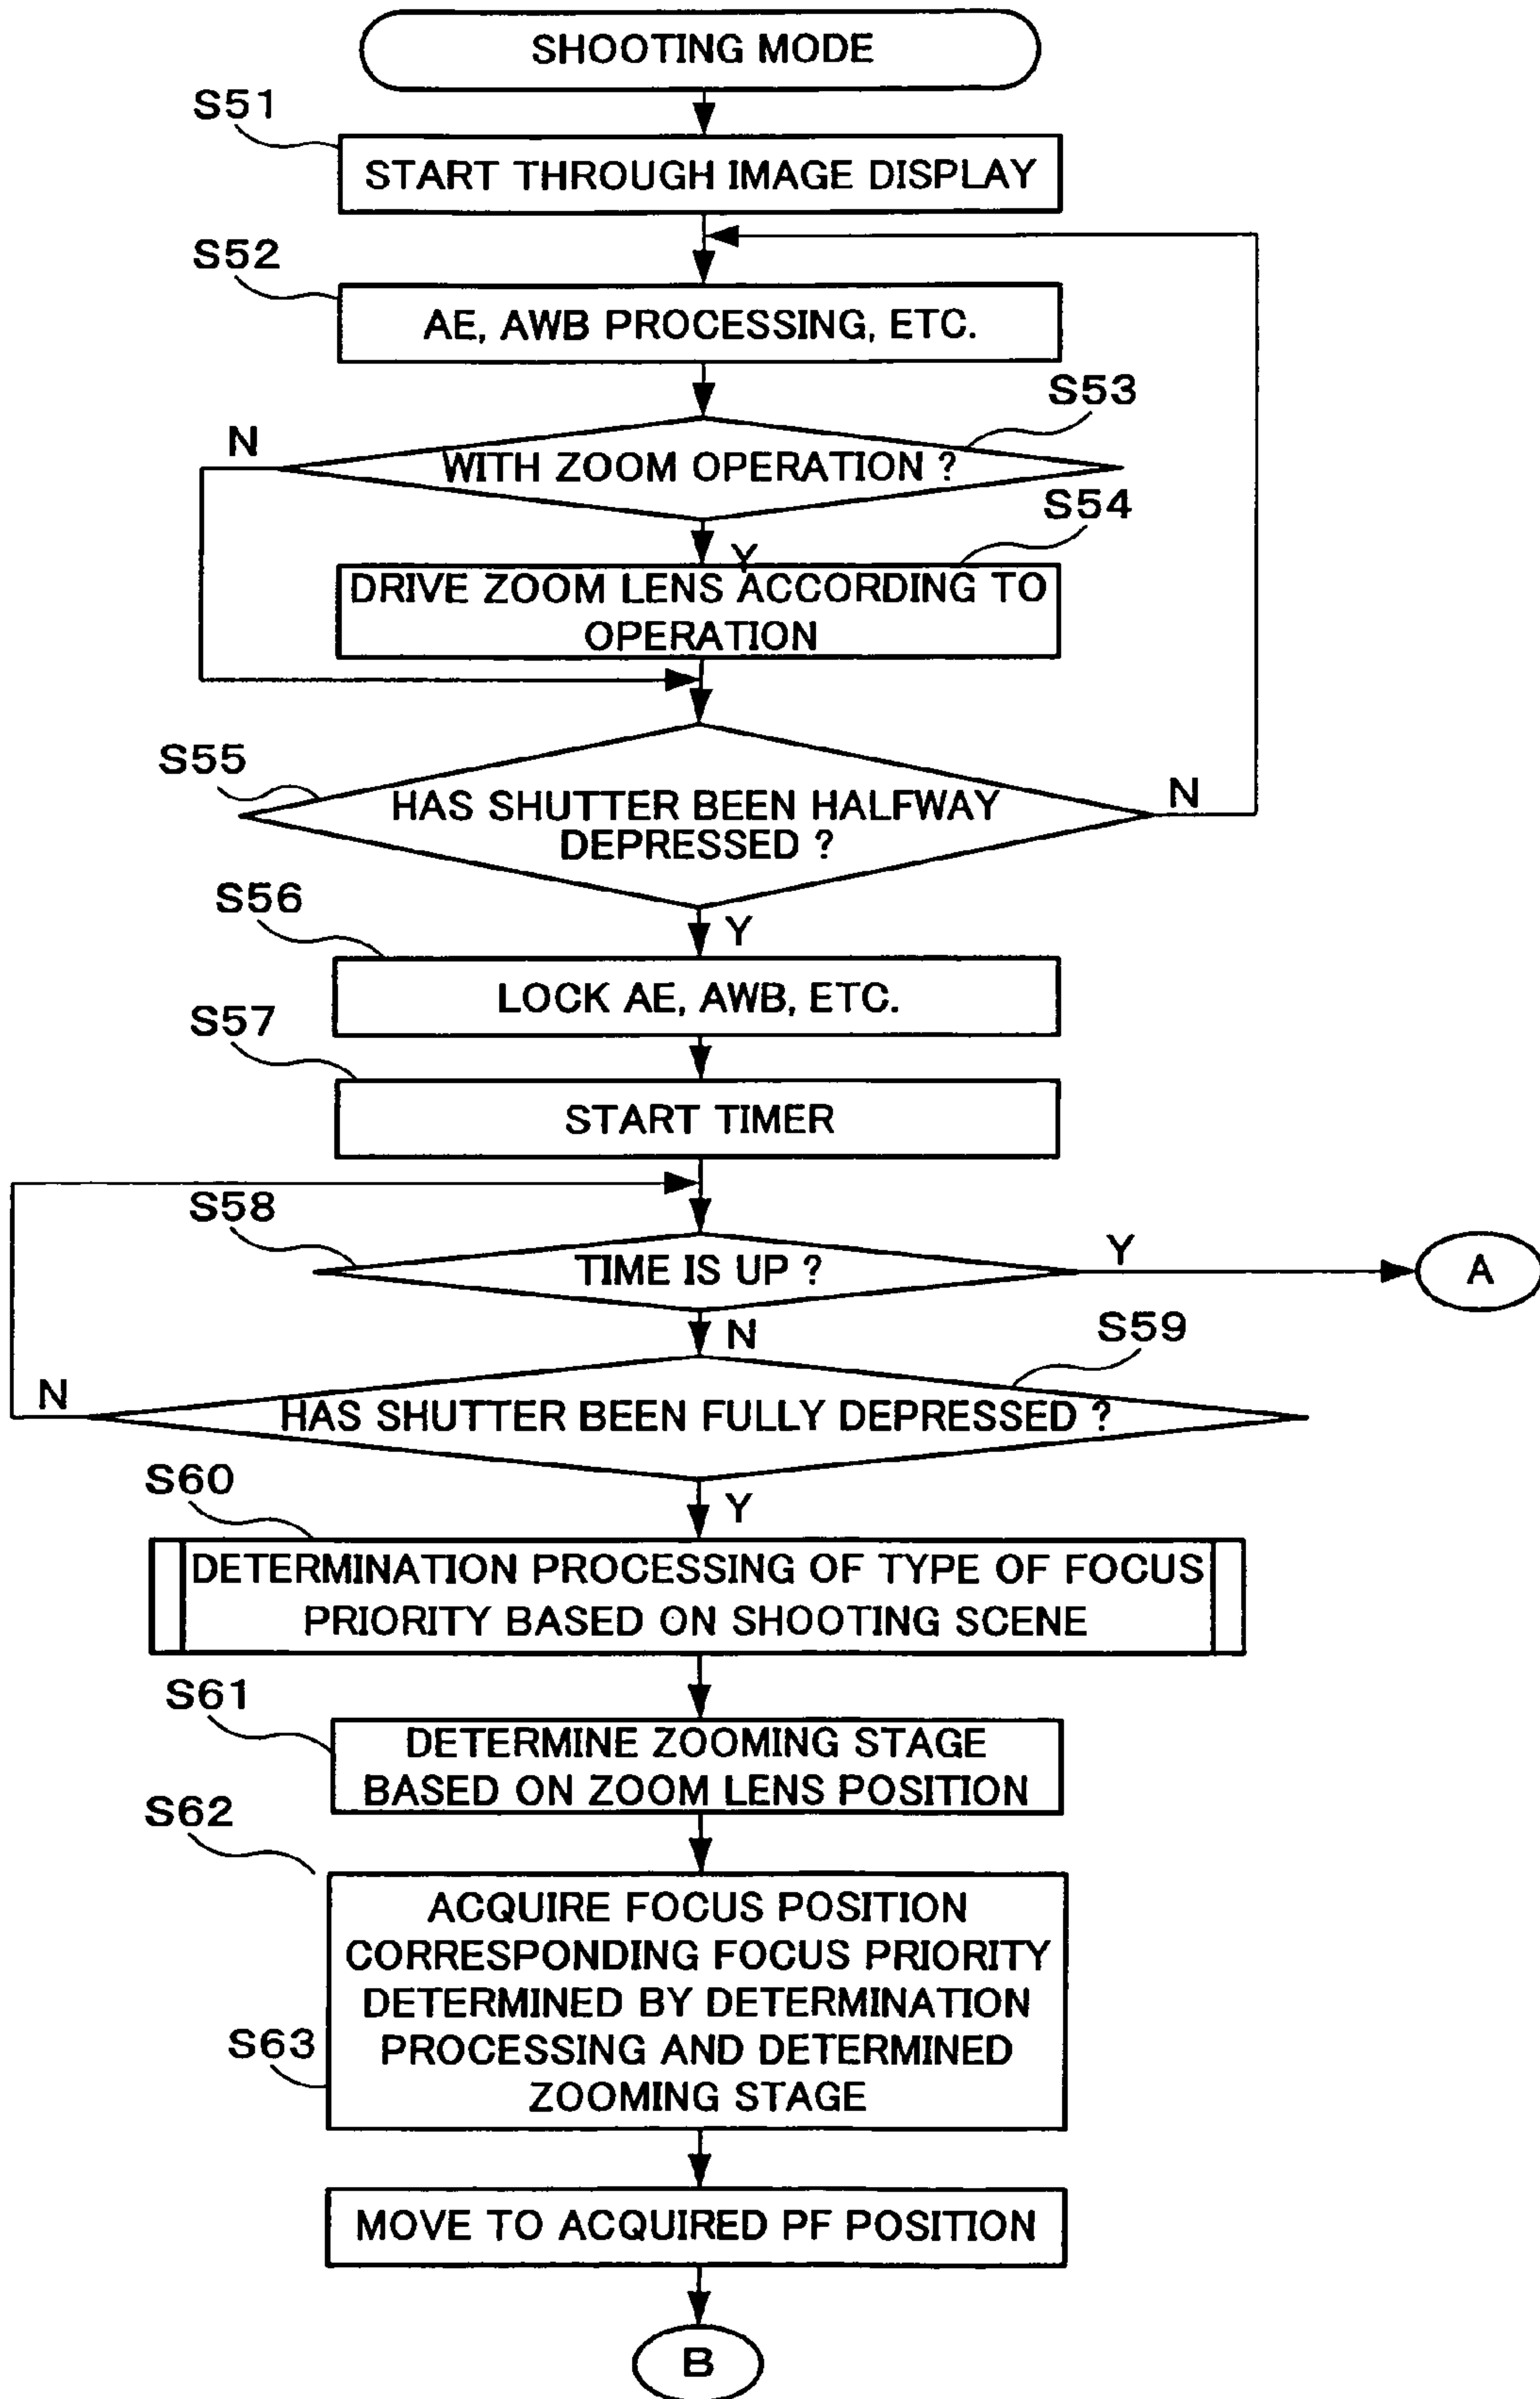 SHOOTING MODE
S51
START THROUGH IMAGE DISPLAY
S52
AE, AWB PROCESSING, ETC.
S53
N
WITH ZOOM OPERATION ?
S54
Y
DRIVE ZOOM LENS ACCORDING TO
OPERATION
S55
N
HAS SHUTTER BEEN HALFWAY
DEPRESSED ?
S56
Y
LOCK AE, AWB, ETC.
S57
START TIMER
S58
Y
TIME IS UP ?
A
N
S59
N
HAS SHUTTER BEEN FULLY DEPRESSED ?
S60
Y
DETERMINATION PROCESSING OF TYPE OF FOCUS
PRIORITY BASED ON SHOOTING SCENE
S61
DETERMINE ZOOMING STAGE
BASED ON ZOOM LENS POSITION
S62
ACQUIRE FOCUS POSITION
CORRESPONDING FOCUS PRIORITY
DETERMINED BY DETERMINATION
S63
PROCESSING AND DETERMINED
ZOOMING STAGE
MOVE TO ACQUIRED PF POSITION
B